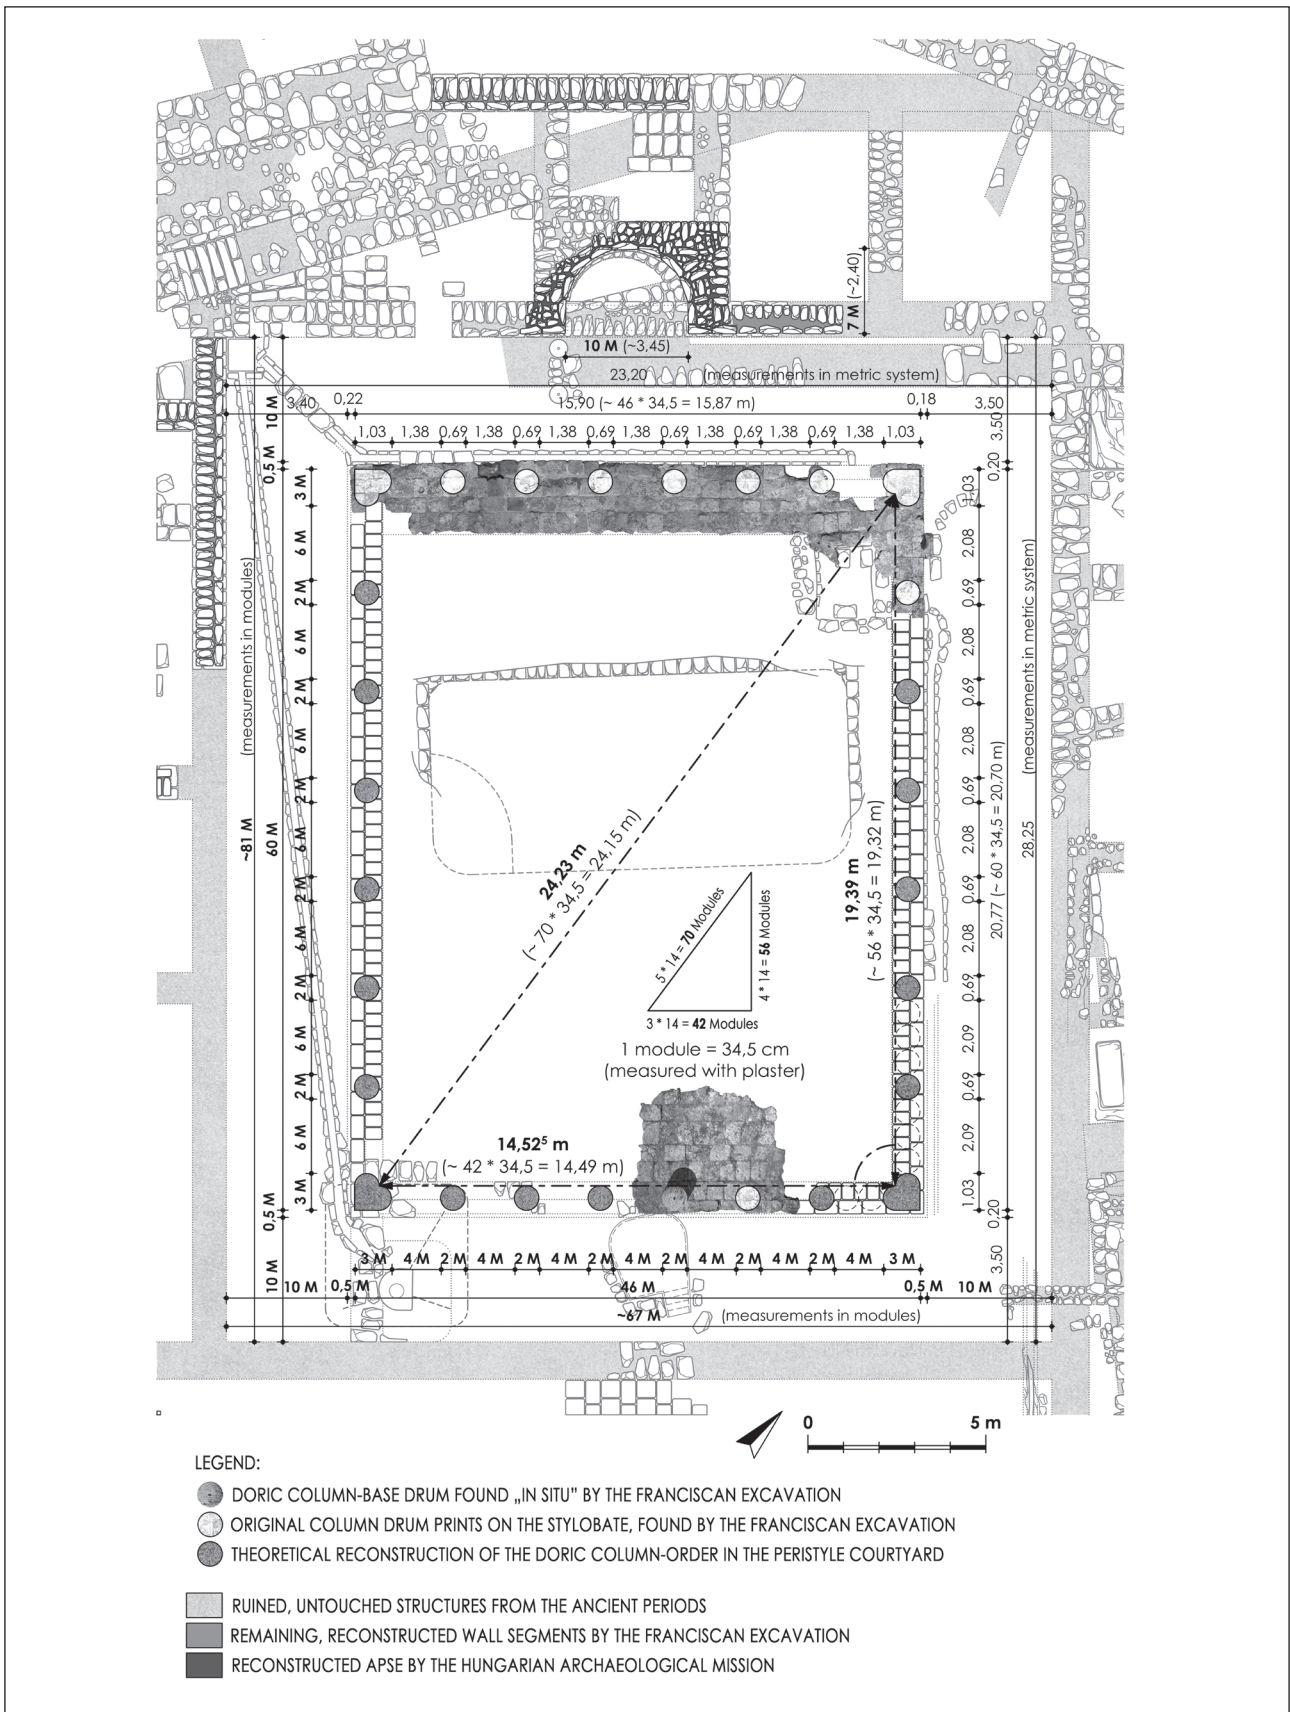 7 M (~2,40)
10 M (~3,45)
23,20 (measurements in metric system)
3,40 0,22 15,90 (~ 46 * 34,5 = 15,87 m) 0,18 3,50
1,03 1,38 0,69 1,38 0,69 1,38 0,69 1,38 0,69 1,38 0,69 1,38 0,69 1,38 1,03
10 M
0,5 M
3 M
6 M
2 M
6 M
2 M
6 M
2 M
6 M
2 M
6 M
2 M
6 M
2 M
6 M
3 M
0,5 M
10 M
(measurements in modules)
~81 M
60 M
3,50
0,20
1,03
2,08
0,69
2,08
0,69
2,08
0,69
2,08
0,69
2,08
0,69
2,09
0,69
2,09
1,03
0,20
3,50
(measurements in metric system)
28,25
20,77 (~ 60 * 34,5 = 20,70 m)
24,23 m
(~ 70 * 34,5 = 24,15 m)
19,39 m
(~ 56 * 34,5 = 19,32 m)
5 * 14 = 70 Modules
4 * 14 = 56 Modules
3 * 14 = 42 Modules
1 module = 34,5 cm
(measured with plaster)
14,52⁵ m
(~ 42 * 34,5 = 14,49 m)
3 M 4 M 2 M 4 M 2 M 4 M 2 M 4 M 2 M 4 M 2 M 4 M 2 M 4 M 3 M
10 M 0,5 M 46 M 0,5 M 10 M
~67 M (measurements in modules)
0 5 m
LEGEND:
DORIC COLUMN-BASE DRUM FOUND „IN SITU" BY THE FRANCISCAN EXCAVATION
ORIGINAL COLUMN DRUM PRINTS ON THE STYLOBATE, FOUND BY THE FRANCISCAN EXCAVATION
THEORETICAL RECONSTRUCTION OF THE DORIC COLUMN-ORDER IN THE PERISTYLE COURTYARD
RUINED, UNTOUCHED STRUCTURES FROM THE ANCIENT PERIODS
REMAINING, RECONSTRUCTED WALL SEGMENTS BY THE FRANCISCAN EXCAVATION
RECONSTRUCTED APSE BY THE HUNGARIAN ARCHAEOLOGICAL MISSION